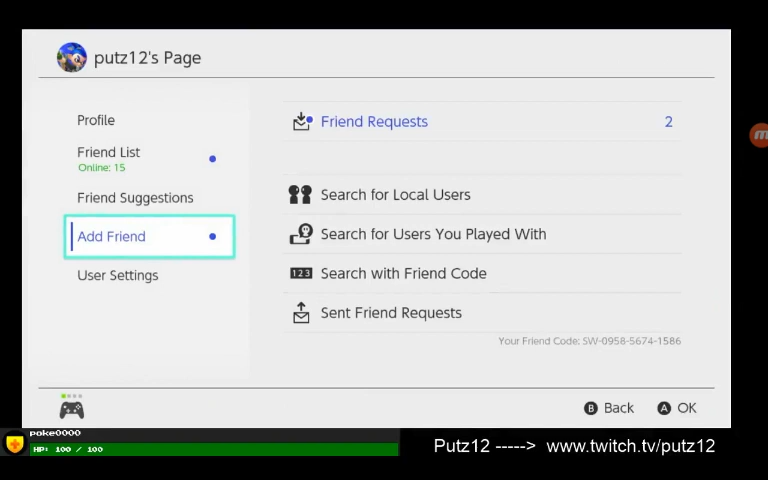 putz12's Page
Profile
Friend List
Online: 15
Friend Suggestions
Add Friend
User Settings
Friend Requests 2
Search for Local Users
Search for Users You Played With
123 Search with Friend Code
Sent Friend Requests
Your Friend Code: SW-0958-5674-1586
B Back A OK
poke0000
HP: 100 / 100
Putz12 -----> www.twitch.tv/putz12